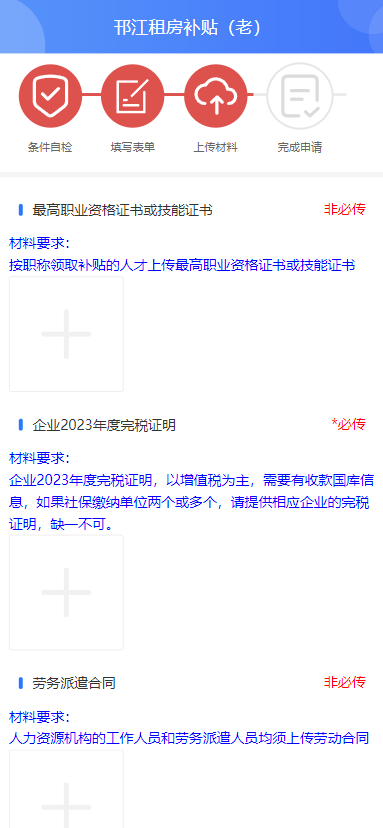 邗江租房补贴（老）
条件自检
填写表单
上传材料
完成申请
最高职业资格证书或技能证书
非必传
材料要求：
按职称领取补贴的人才上传最高职业资格证书或技能证书
企业2023年度完税证明
*必传
材料要求：
企业2023年度完税证明，以增值税为主，需要有收款国库信
息，如果社保缴纳单位两个或多个，请提供相应企业的完税
证明，缺一不可。
劳务派遣合同
非必传
材料要求：
人力资源机构的工作人员和劳务派遣人员均须上传劳动合同